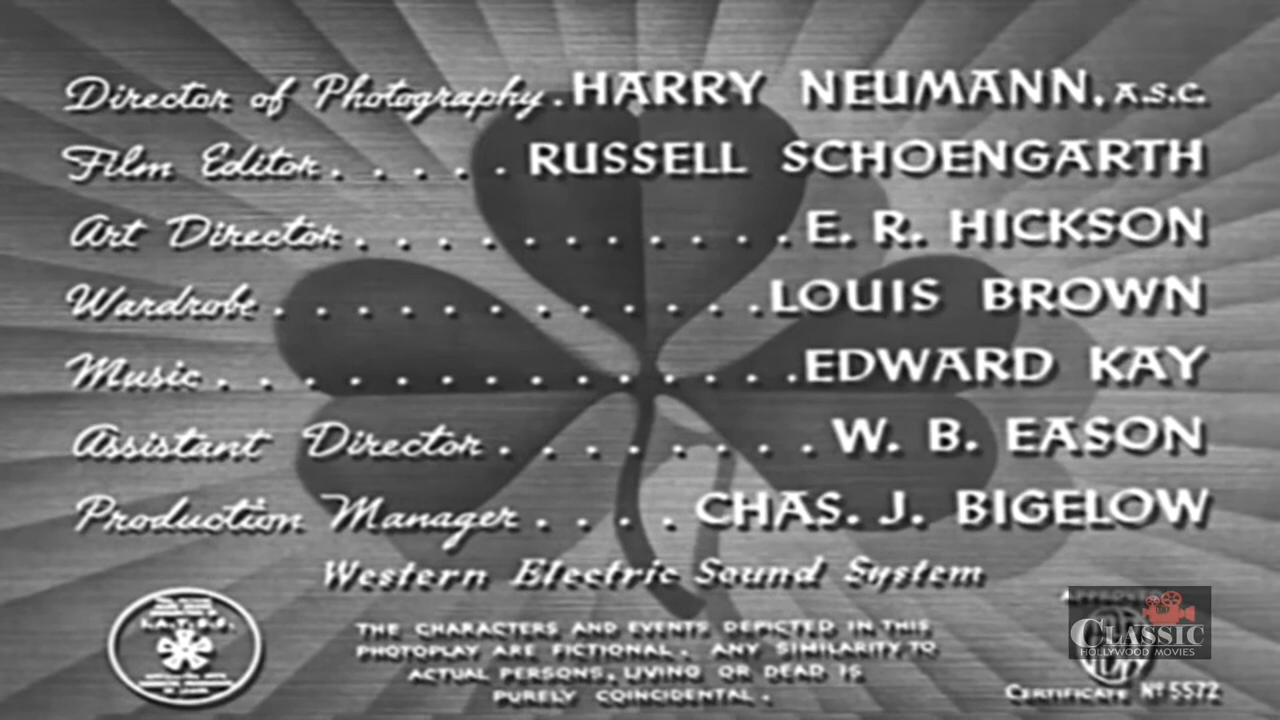 Director of Photography. HARRY NEUMANN, A.S.C.
Film Editor. . . . . RUSSELL SCHOENGARTH
Art Director. . . . . . . . . . . . . E. R. HICKSON
Wardrobe. . . . . . . . . . . . LOUIS BROWN
Music. . . . . . . . . . . . . . EDWARD KAY
Assistant Director. . . . . . . . W. B. EASON
Production Manager. . . . CHAS. J. BIGELOW
Western Electric Sound System
I.A.T.S.E.
THE CHARACTERS AND EVENTS DEPICTED IN THIS
PHOTOPLAY ARE FICTIONAL. ANY SIMILARITY TO
ACTUAL PERSONS, LIVING OR DEAD IS
PURELY COINCIDENTAL.
APPROVED
CLASSIC
HOLLYWOOD MOVIES
CERTIFICATE Nº 5572